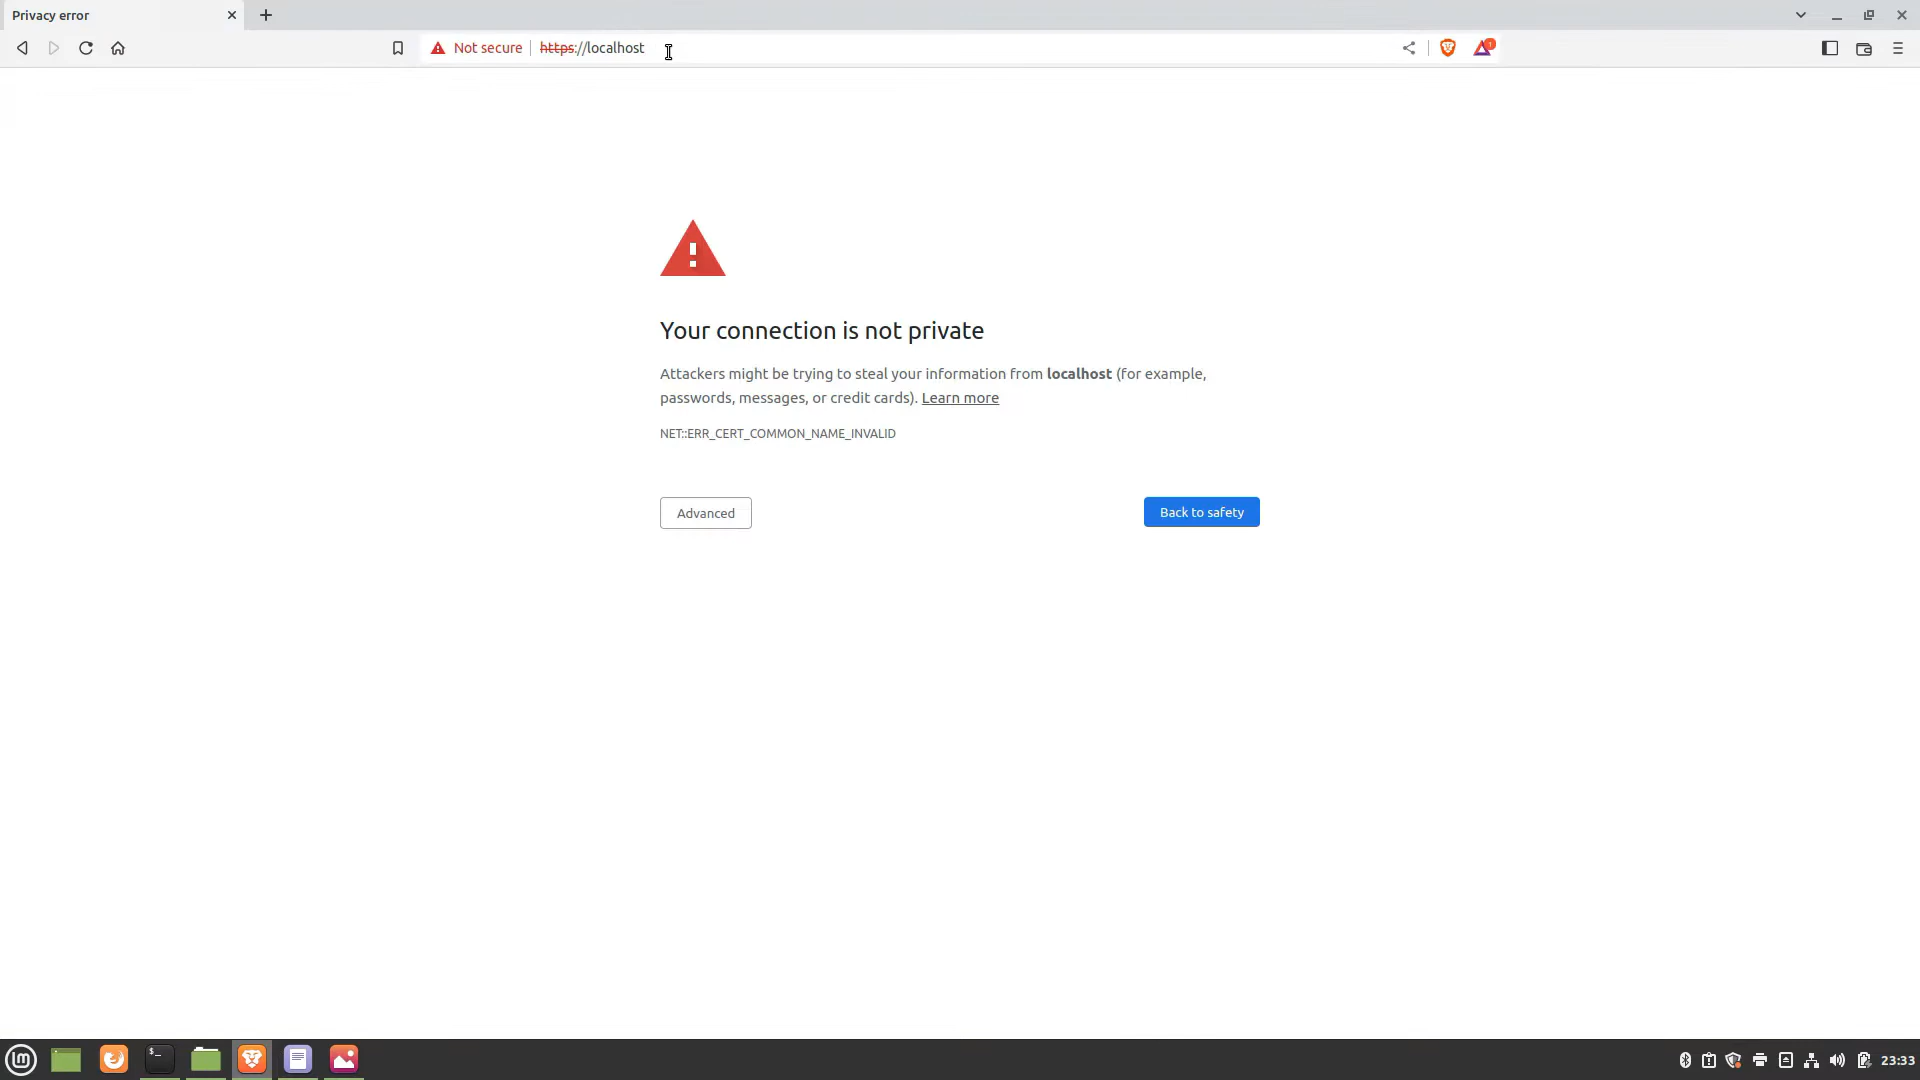 Privacy error
Not secure https://localhost
1
Your connection is not private
Attackers might be trying to steal your information from localhost (for example,
passwords, messages, or credit cards). Learn more
NET::ERR_CERT_COMMON_NAME_INVALID
Advanced
Back to safety
23:33